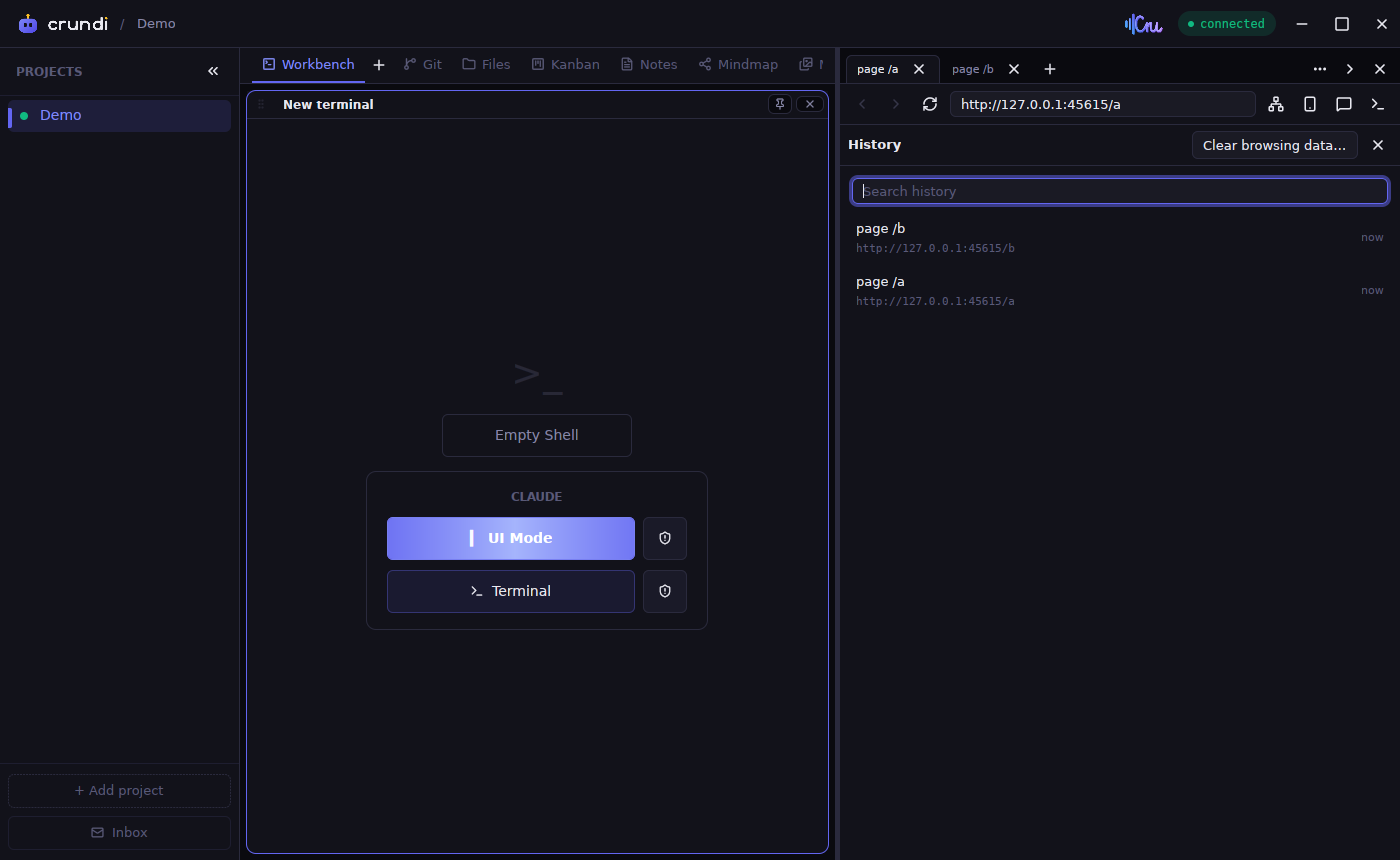 crundi / Demo
Cru
connected
PROJECTS
Demo
+ Add project
Inbox
Workbench
Git
Files
Kanban
Notes
Mindmap
New terminal
>_
Empty Shell
CLAUDE
UI Mode
Terminal
page /a
page /b
http://127.0.0.1:45615/a
History
Clear browsing data...
Search history
page /b
http://127.0.0.1:45615/b
now
page /a
http://127.0.0.1:45615/a
now